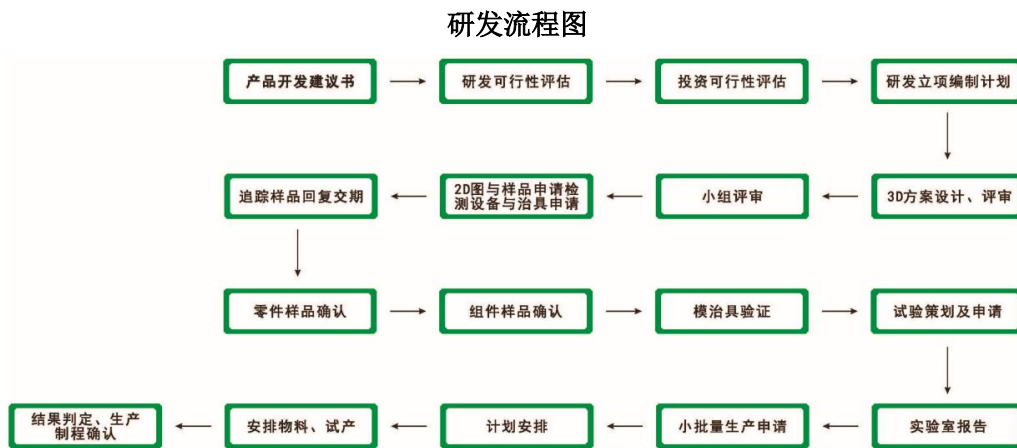 研发流程图
产品开发建议书
研发可行性评估
投资可行性评估
研发立项编制计划
3D方案设计、评审
小组评审
2D图与样品申请检
测设备与治具申请
追踪样品回复交期
零件样品确认
组件样品确认
模治具验证
试验策划及申请
实验室报告
小批量生产申请
计划安排
安排物料、试产
结果判定、生产
制程确认